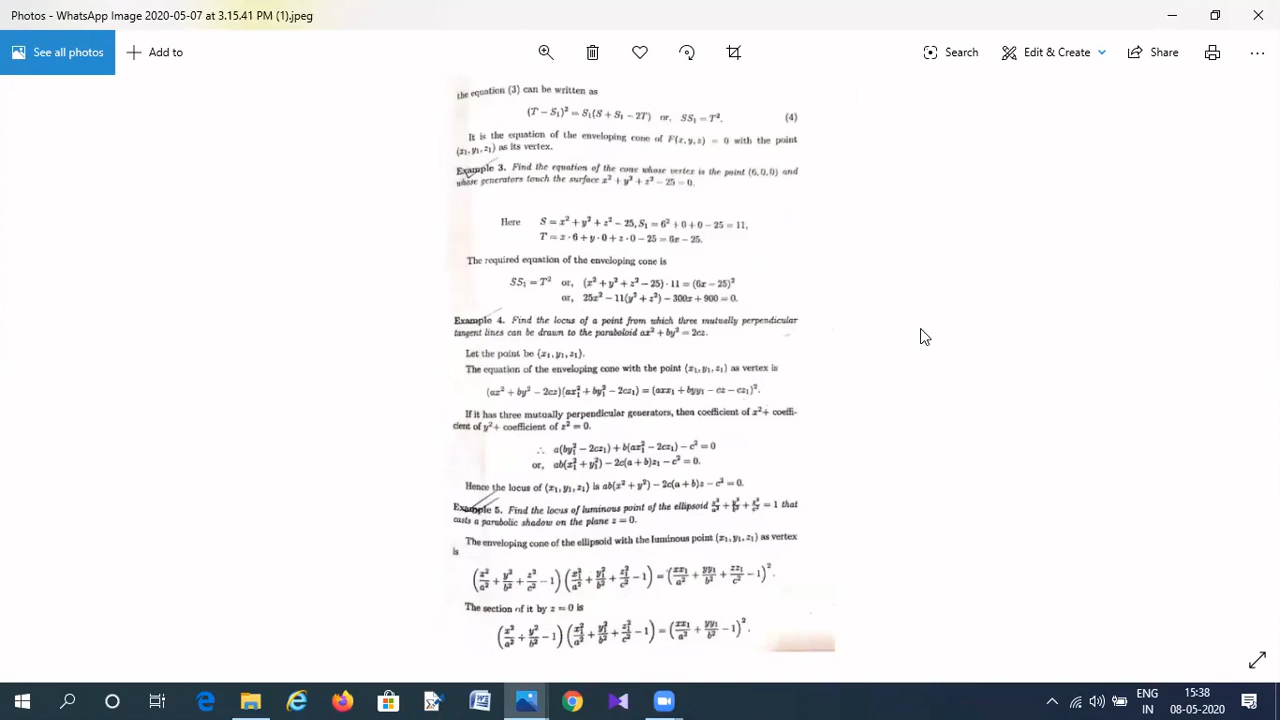 Photos - WhatsApp Image 2020-05-07 at 3.15.41 PM (1).jpeg
See all photos
Add to
Search
Edit & Create
Share
the equation (3) can be written as
(T − S₁)² = S₁(S + S₁ − 2T) or, SS₁ = T². (4)
It is the equation of the enveloping cone of F(x, y, z) = 0 with the point
(x₁, y₁, z₁) as its vertex.
Example 3. Find the equation of the cone whose vertex is the point (6, 0, 0) and
whose generators touch the surface x² + y² + z² − 25 = 0.
Here S = x² + y² + z² − 25, S₁ = 6² + 0 + 0 − 25 = 11,
T = x · 6 + y · 0 + z · 0 − 25 = 6x − 25.
The required equation of the enveloping cone is
SS₁ = T² or, (x² + y² + z² − 25) · 11 = (6x − 25)²
or, 25x² − 11(y² + z²) − 300x + 900 = 0.
Example 4. Find the locus of a point from which three mutually perpendicular
tangent lines can be drawn to the paraboloid ax² + by² = 2cz.
Let the point be (x₁, y₁, z₁).
The equation of the enveloping cone with the point (x₁, y₁, z₁) as vertex is
(ax² + by² − 2cz)(ax₁² + by₁² − 2cz₁) = (axx₁ + byy₁ − cz − cz₁)².
If it has three mutually perpendicular generators, then coefficient of x²+ coeffi-
cient of y²+ coefficient of z² = 0.
∴ a(by₁² − 2cz₁) + b(ax₁² − 2cz₁) − c² = 0
or, ab(x₁² + y₁²) − 2c(a + b)z₁ − c² = 0.
Hence the locus of (x₁, y₁, z₁) is ab(x² + y²) − 2c(a + b)z − c² = 0.
Example 5. Find the locus of luminous point of the ellipsoid x²/a² + y²/b² + z²/c² = 1 that
casts a parabolic shadow on the plane z = 0.
The enveloping cone of the ellipsoid with the luminous point (x₁, y₁, z₁) as vertex
is
(x²/a² + y²/b² + z²/c² − 1)(x₁²/a² + y₁²/b² + z₁²/c² − 1) = (xx₁/a² + yy₁/b² + zz₁/c² − 1)².
The section of it by z = 0 is
(x²/a² + y²/b² − 1)(x₁²/a² + y₁²/b² + z₁²/c² − 1) = (xx₁/a² + yy₁/b² − 1)².
ENG
IN
15:38
08-05-2020